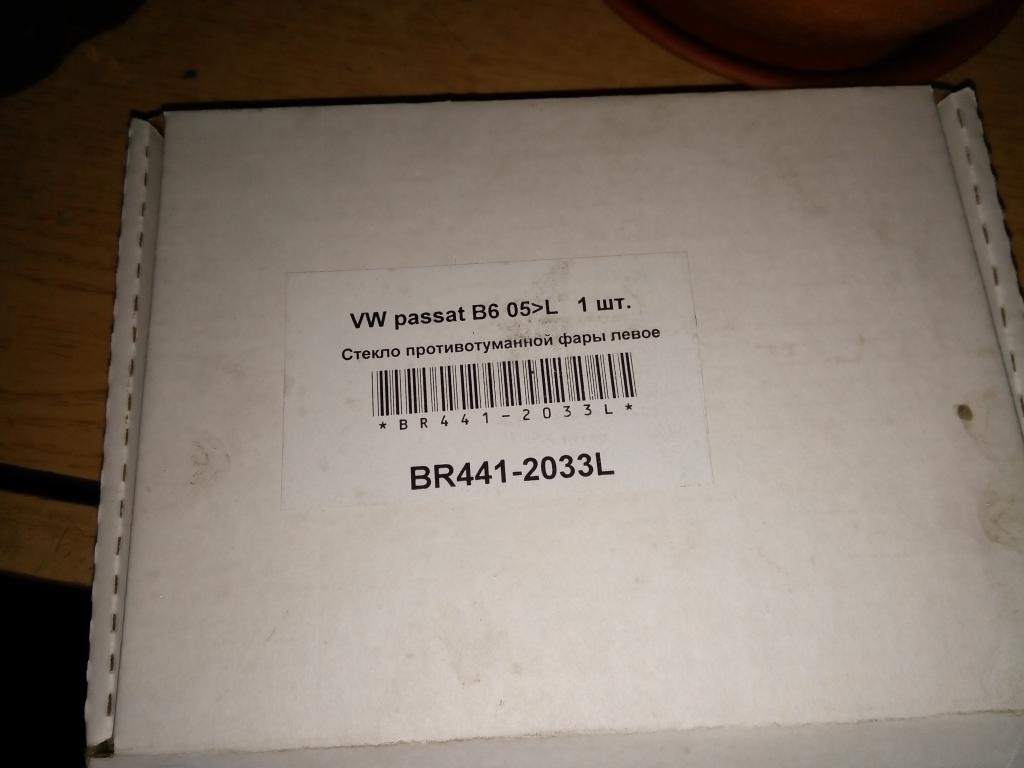 VW passat B6 05>L 1 шт.
Стекло противотуманной фары левое
*BR441-2033L*
BR441-2033L